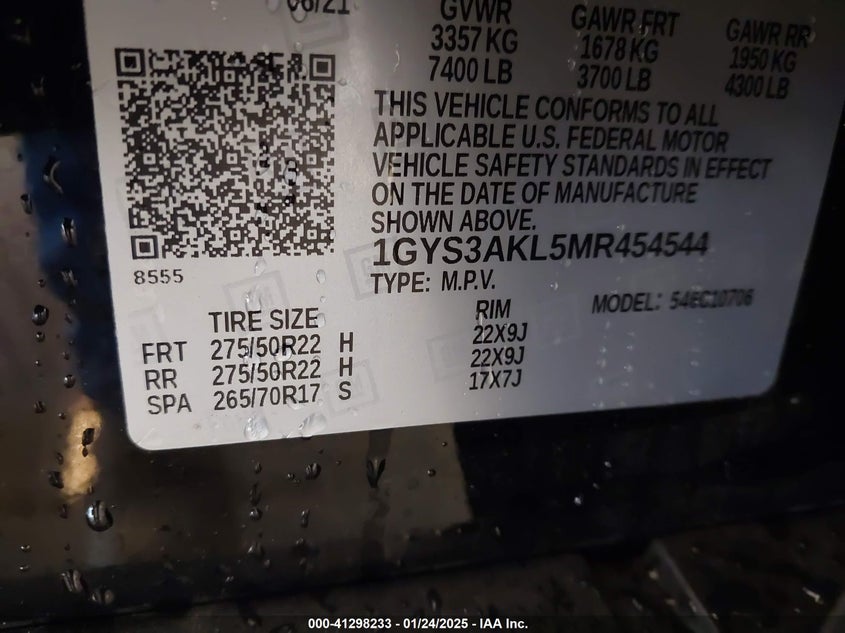 06/21 GVWR GAWR FRT GAWR RR
3357 KG 1678 KG 1950 KG
7400 LB 3700 LB 4300 LB
THIS VEHICLE CONFORMS TO ALL
APPLICABLE U.S. FEDERAL MOTOR
VEHICLE SAFETY STANDARDS IN EFFECT
ON THE DATE OF MANUFACTURE
SHOWN ABOVE.
1GYS3AKL5MR454544
8555
TYPE: M.P.V.
MODEL: 546C10706
TIRE SIZE RIM
FRT 275/50R22 H 22X9J
RR 275/50R22 H 22X9J
SPA 265/70R17 S 17X7J
000-41298233 - 01/24/2025 - IAA Inc.